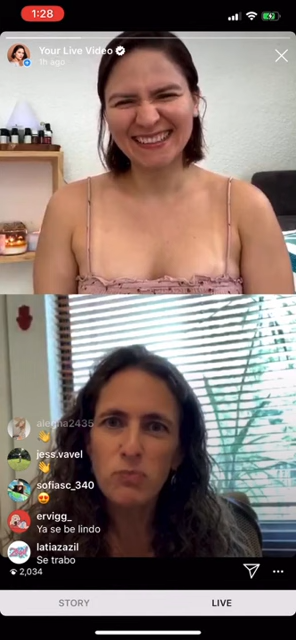 1:28
Your Live Video
1h ago
alenna2435
👏
jess.vavel
👏
sofiasc_340
😍
ervigg_
Ya se be lindo
latiazazil
Se trabo
2,034
STORY
LIVE